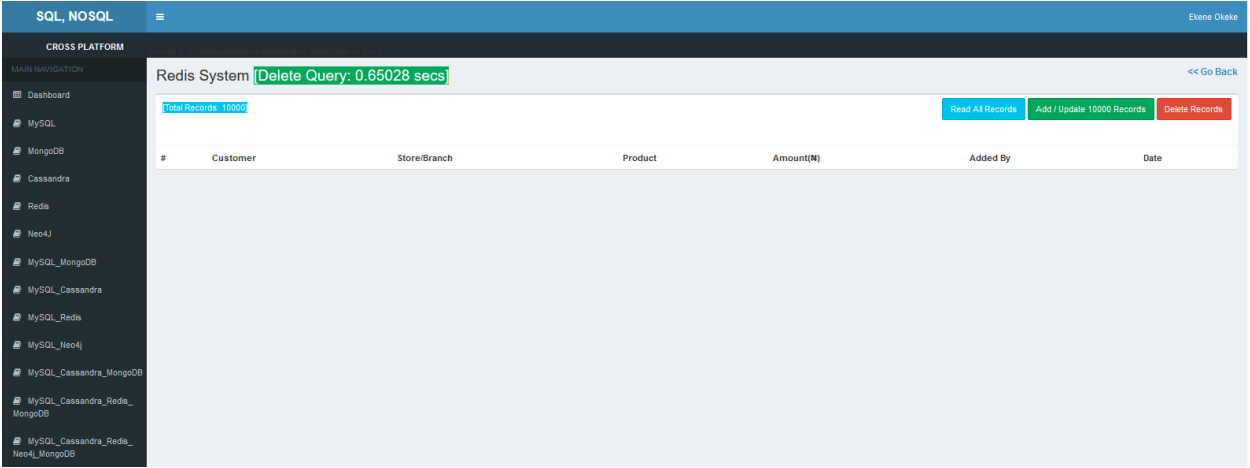 SQL, NOSQL
Ekene Okeke
CROSS PLATFORM
MAIN NAVIGATION
Dashboard
MySQL
MongoDB
Cassandra
Redis
Neo4J
MySQL_MongoDB
MySQL_Cassandra
MySQL_Redis
MySQL_Neo4j
MySQL_Cassandra_MongoDB
MySQL_Cassandra_Redis_
MongoDB
MySQL_Cassandra_Redis_
Neo4j_MongoDB
Redis System [Delete Query: 0.65028 secs]
<< Go Back
[Total Records: 10000]
Read All Records Add / Update 10000 Records Delete Records
# Customer Store/Branch Product Amount(₦) Added By Date